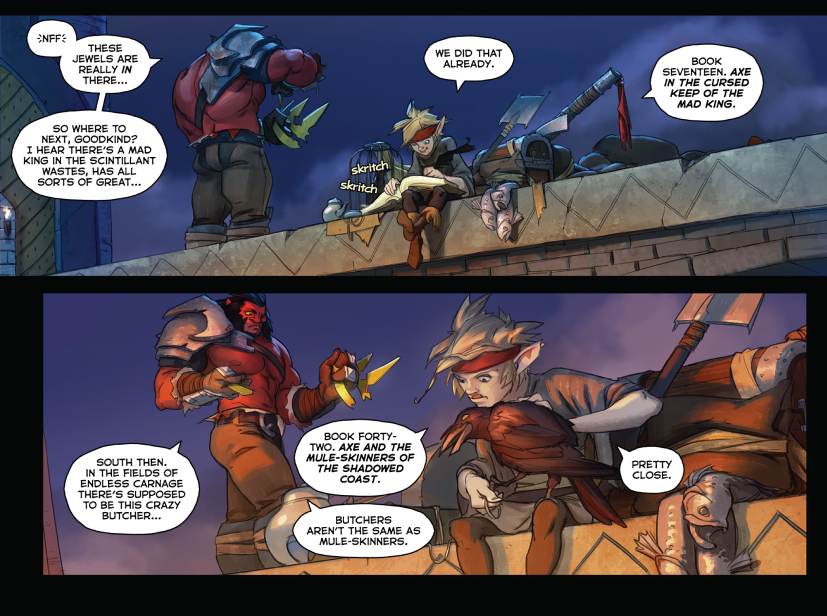 NFF
THESE
JEWELS ARE
REALLY IN
THERE...
SO WHERE TO
NEXT, GOODKIND?
I HEAR THERE'S A MAD
KING IN THE SCINTILLANT
WASTES, HAS ALL
SORTS OF GREAT...
WE DID THAT
ALREADY.
BOOK
SEVENTEEN. AXE
IN THE CURSED
KEEP OF THE
MAD KING.
skritch
skritch
SOUTH THEN.
IN THE FIELDS OF
ENDLESS CARNAGE
THERE'S SUPPOSED
TO BE THIS CRAZY
BUTCHER...
BOOK FORTY-
TWO. AXE AND THE
MULE-SKINNERS OF
THE SHADOWED
COAST.
BUTCHERS
AREN'T THE SAME AS
MULE-SKINNERS.
PRETTY
CLOSE.